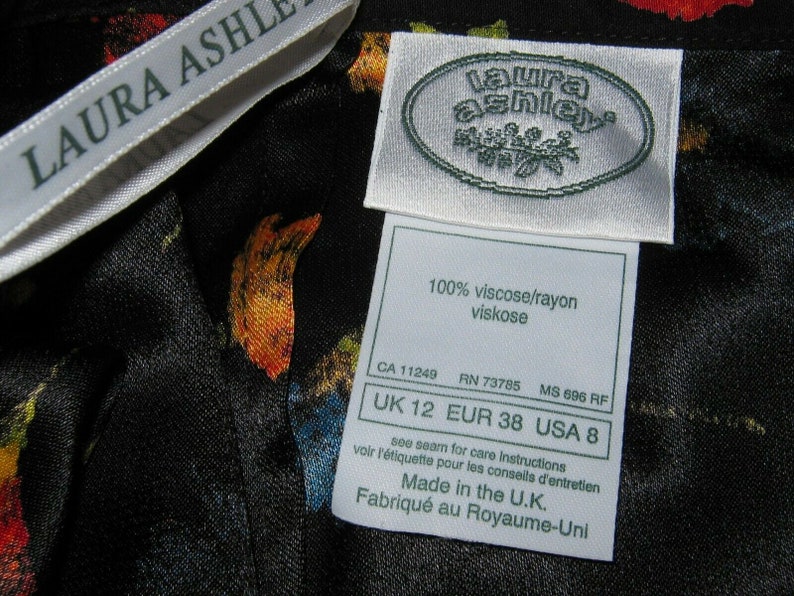 LAURA ASHLEY
laura
ashley
100% viscose/rayon
viskose
CA 11249 RN 73785 MS 696 RF
UK 12 EUR 38 USA 8
see seam for care instructions
voir l'étiquette pour les conseils d'entretien
Made in the U.K.
Fabriqué au Royaume-Uni